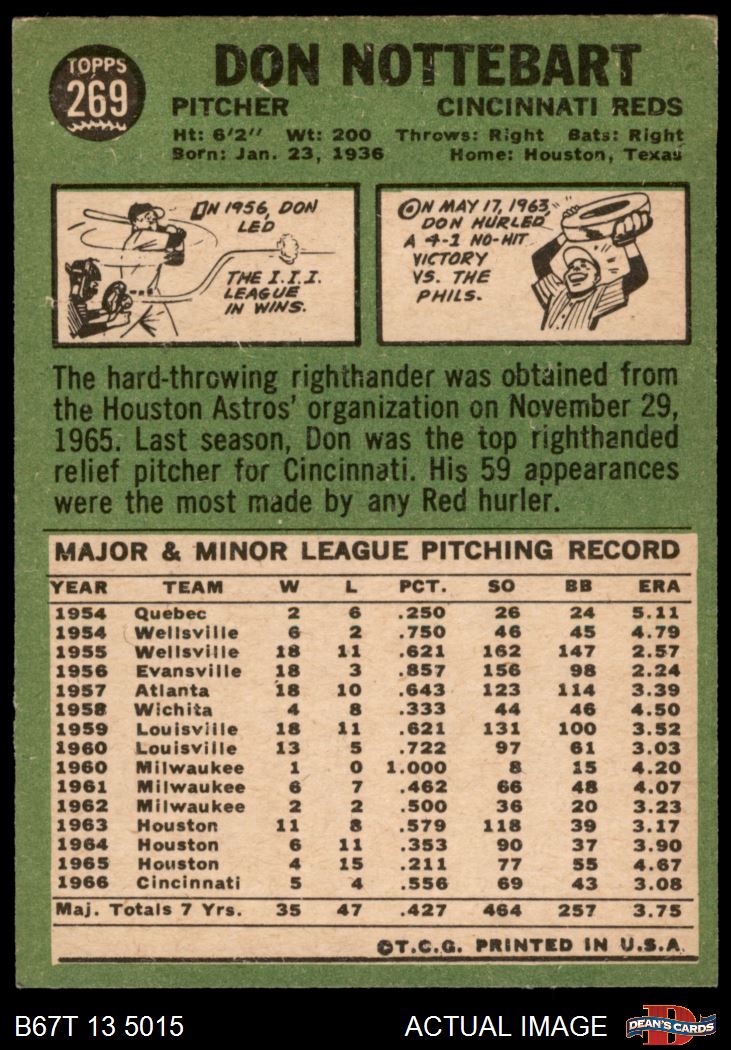 TOPPS
269
DON NOTTEBART
PITCHER CINCINNATI REDS
Ht: 6'2" Wt: 200 Throws: Right Bats: Right
Born: Jan. 23, 1936 Home: Houston, Texas
IN 1956, DON
LED
THE I.I.I.
LEAGUE
IN WINS.
ON MAY 17, 1963,
DON HURLED
A 4-1 NO-HIT
VICTORY
VS. THE
PHILS.
The hard-throwing righthander was obtained from
the Houston Astros' organization on November 29,
1965. Last season, Don was the top righthanded
relief pitcher for Cincinnati. His 59 appearances
were the most made by any Red hurler.
MAJOR & MINOR LEAGUE PITCHING RECORD
YEAR TEAM W L PCT. SO BB ERA
1954 Quebec 2 6 .250 26 24 5.11
1954 Wellsville 6 2 .750 46 45 4.79
1955 Wellsville 18 11 .621 162 147 2.57
1956 Evansville 18 3 .857 156 98 2.24
1957 Atlanta 18 10 .643 123 114 3.39
1958 Wichita 4 8 .333 44 46 4.50
1959 Louisville 18 11 .621 131 100 3.52
1960 Louisville 13 5 .722 97 61 3.03
1960 Milwaukee 1 0 1.000 8 15 4.20
1961 Milwaukee 6 7 .462 66 48 4.07
1962 Milwaukee 2 2 .500 36 20 3.23
1963 Houston 11 8 .579 118 39 3.17
1964 Houston 6 11 .353 90 37 3.90
1965 Houston 4 15 .211 77 55 4.67
1966 Cincinnati 5 4 .556 69 43 3.08
Maj. Totals 7 Yrs. 35 47 .427 464 257 3.75
©T.C.G. PRINTED IN U.S.A.
B67T 13 5015 ACTUAL IMAGE
D
DEAN'S CARDS